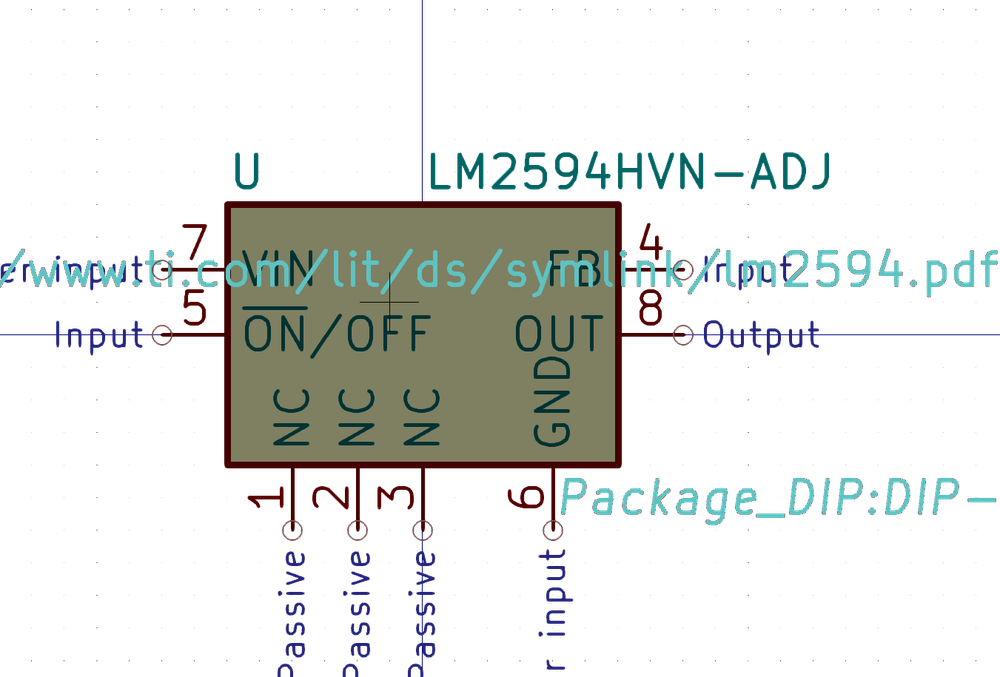 U LM2594HVN-ADJ
7 4
er input /www.ti.com/lit/ds/symlink/lm2594.pdf Input
VIN FB
5 8
Input ON/OFF OUT Output
NC NC NC GND
1 2 3 6
Package_DIP:DIP-
Passive Passive Passive r input